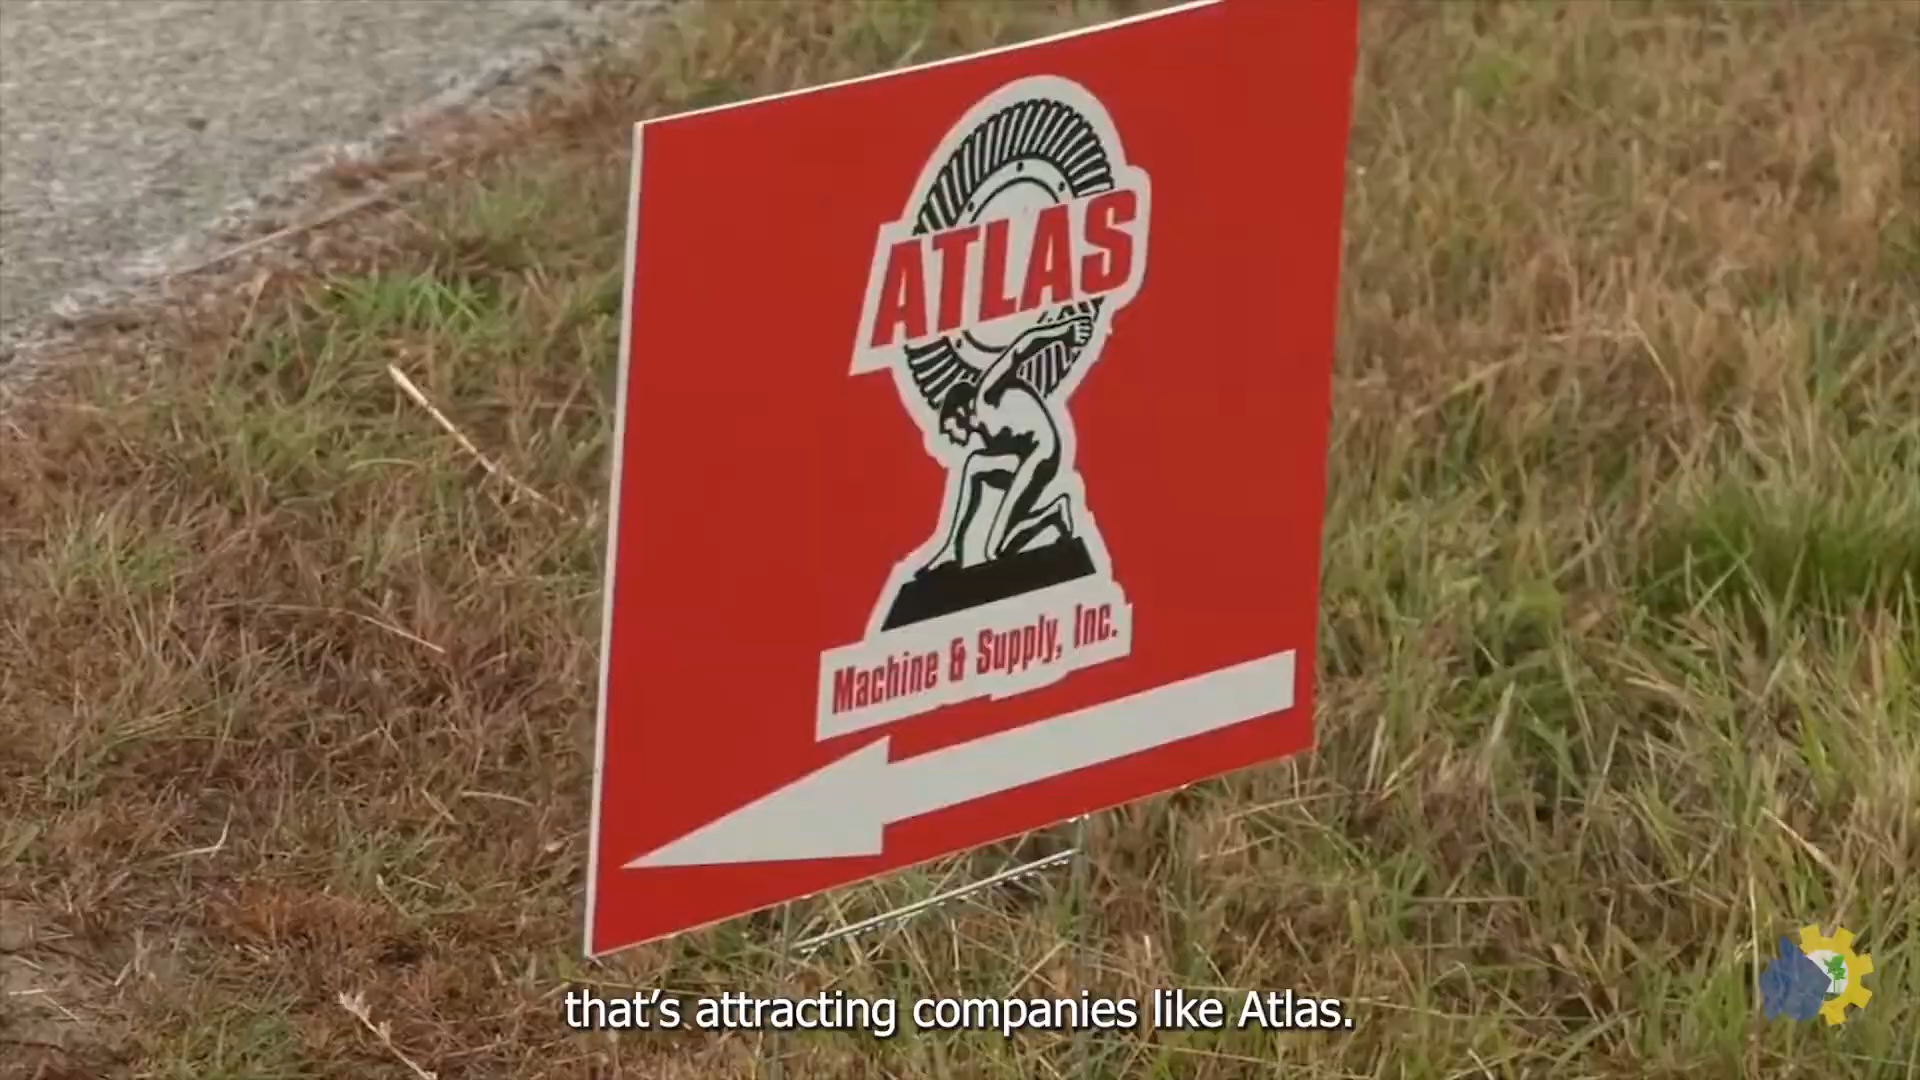 ATLAS
Machine & Supply, Inc.
that's attracting companies like Atlas.